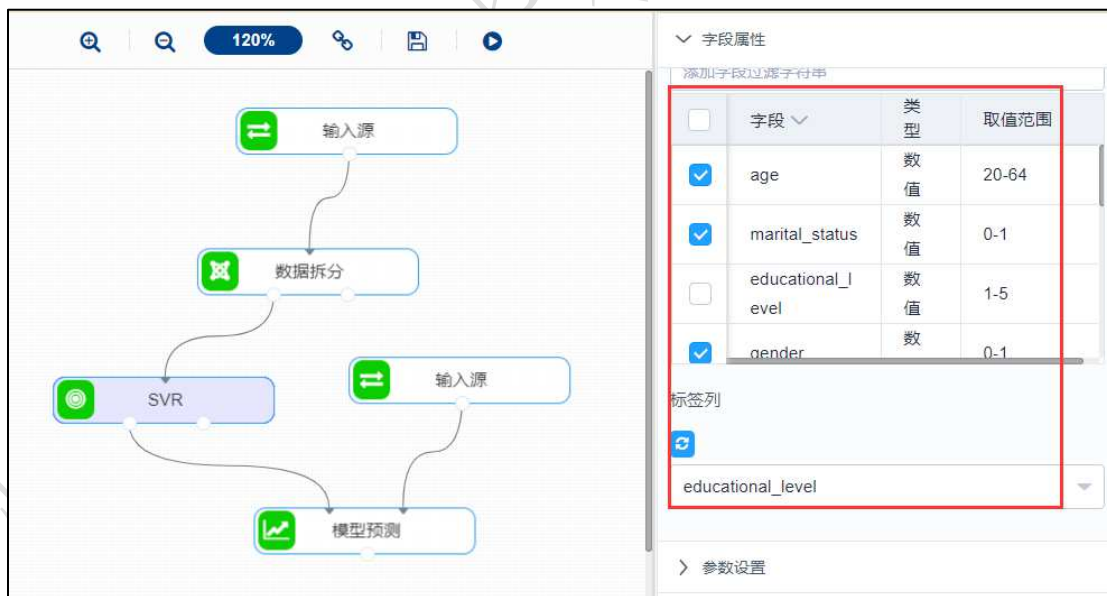 120%
输入源
数据拆分
SVR
输入源
模型预测
字段属性
添加字段过滤字符串
字段
类
型
取值范围
age
数
值
20-64
marital_status
数
值
0-1
educational_l
evel
数
值
1-5
gender
数
0-1
标签列
educational_level
参数设置